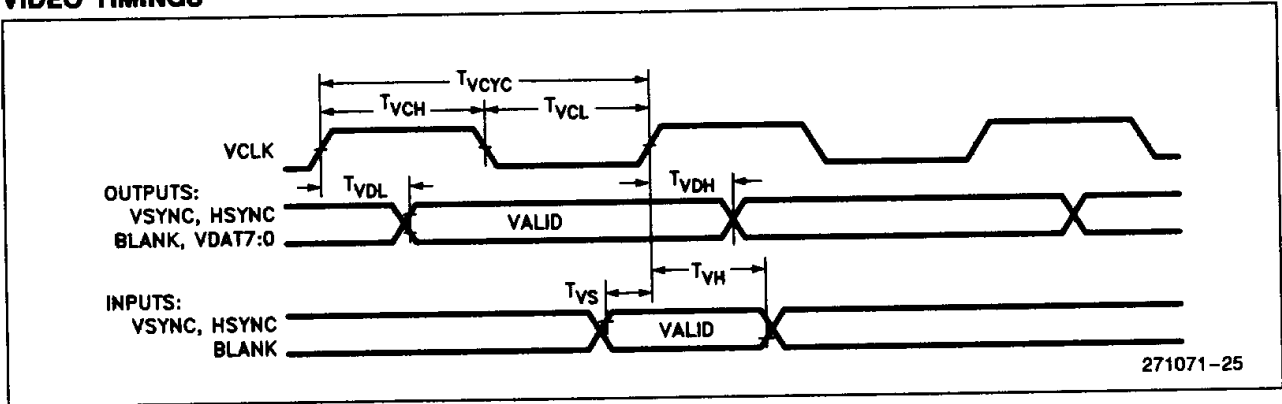 VIDEO TIMINGS
TVCYC
TVCH
TVCL
VCLK
TVDL
TVDH
OUTPUTS:
VSYNC, HSYNC
BLANK, VDAT7:0
VALID
TVH
TVS
INPUTS:
VSYNC, HSYNC
BLANK
VALID
271071-25